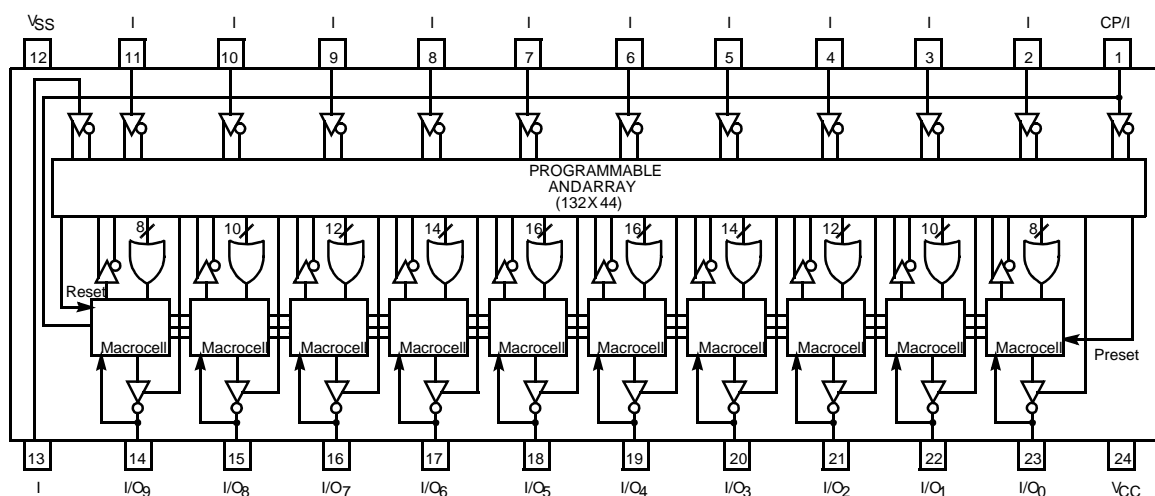 VSS I I I I I I I I I I CP/I
12 11 10 9 8 7 6 5 4 3 2 1
PROGRAMMABLE
ANDARRAY
(132X44)
8 10 12 14 16 16 14 12 10 8
Reset
Macrocell Macrocell Macrocell Macrocell Macrocell Macrocell Macrocell Macrocell Macrocell Macrocell
Preset
13 14 15 16 17 18 19 20 21 22 23 24
I I/O9 I/O8 I/O7 I/O6 I/O5 I/O4 I/O3 I/O2 I/O1 I/O0 VCC